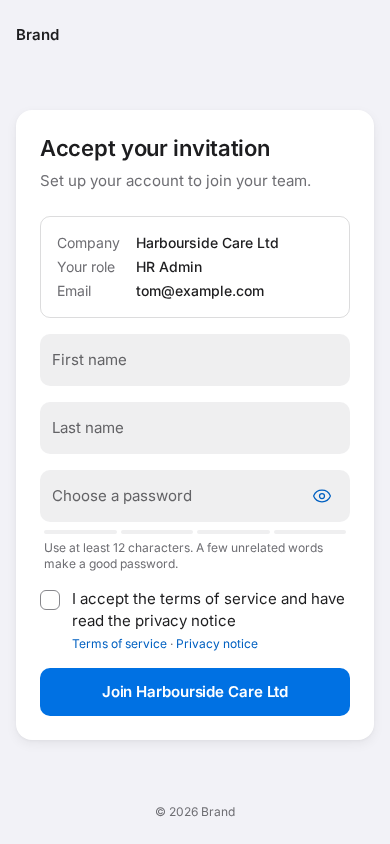 Brand
Accept your invitation
Set up your account to join your team.
Company Harbourside Care Ltd
Your role HR Admin
Email tom@example.com
First name
Last name
Choose a password
Use at least 12 characters. A few unrelated words
make a good password.
I accept the terms of service and have
read the privacy notice
Terms of service · Privacy notice
Join Harbourside Care Ltd
© 2026 Brand